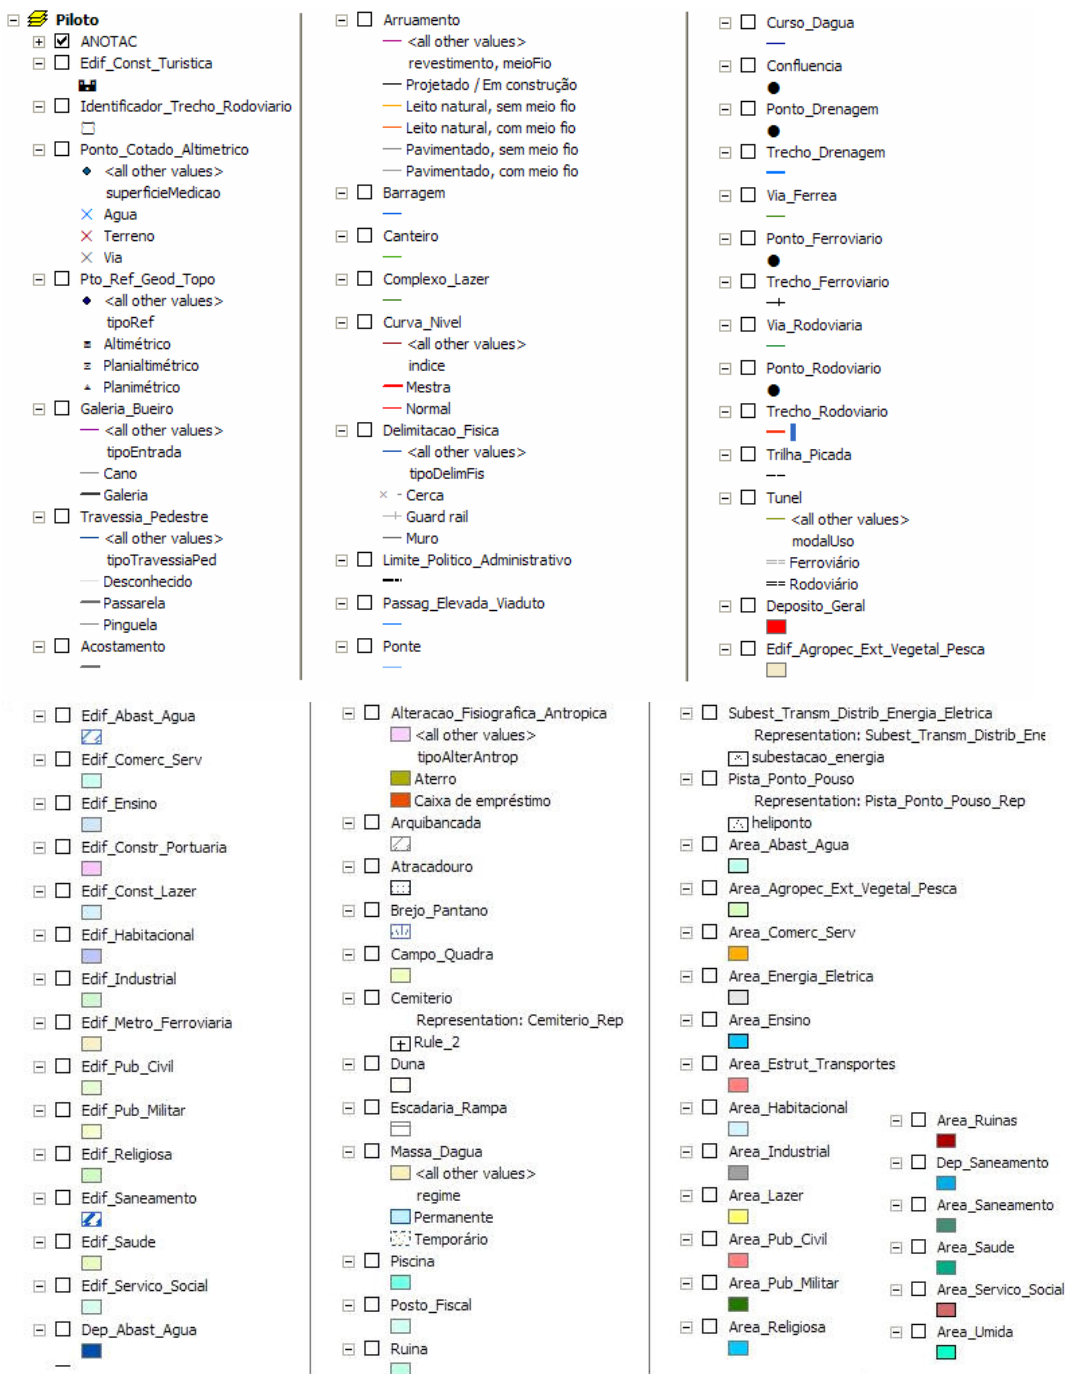 Piloto
ANOTAC
Edif_Const_Turistica
Identificador_Trecho_Rodoviario
Ponto_Cotado_Altimetrico
<all other values>
superficieMedicao
Agua
Terreno
Via
Pto_Ref_Geod_Topo
<all other values>
tipoRef
Altimétrico
Planialtimétrico
Planimétrico
Galeria_Bueiro
<all other values>
tipoEntrada
Cano
Galeria
Travessia_Pedestre
<all other values>
tipoTravessiaPed
Desconhecido
Passarela
Pinguela
Acostamento
Arruamento
<all other values>
revestimento, meioFio
Projetado / Em construção
Leito natural, sem meio fio
Leito natural, com meio fio
Pavimentado, sem meio fio
Pavimentado, com meio fio
Barragem
Canteiro
Complexo_Lazer
Curva_Nivel
<all other values>
indice
Mestra
Normal
Delimitacao_Fisica
<all other values>
tipoDelimFis
Cerca
Guard rail
Muro
Limite_Politico_Administrativo
Passag_Elevada_Viaduto
Ponte
Curso_Dagua
Confluencia
Ponto_Drenagem
Trecho_Drenagem
Via_Ferrea
Ponto_Ferroviario
Trecho_Ferroviario
Via_Rodoviaria
Ponto_Rodoviario
Trecho_Rodoviario
Trilha_Picada
Tunel
<all other values>
modalUso
Ferroviário
Rodoviário
Deposito_Geral
Edif_Agropec_Ext_Vegetal_Pesca
Edif_Abast_Agua
Edif_Comerc_Serv
Edif_Ensino
Edif_Constr_Portuaria
Edif_Const_Lazer
Edif_Habitacional
Edif_Industrial
Edif_Metro_Ferroviaria
Edif_Pub_Civil
Edif_Pub_Militar
Edif_Religiosa
Edif_Saneamento
Edif_Saude
Edif_Servico_Social
Dep_Abast_Agua
Alteracao_Fisiografica_Antropica
<all other values>
tipoAlterAntrop
Aterro
Caixa de empréstimo
Arquibancada
Atracadouro
Brejo_Pantano
Campo_Quadra
Cemiterio
Representation: Cemiterio_Rep
Rule_2
Duna
Escadaria_Rampa
Massa_Dagua
<all other values>
regime
Permanente
Temporário
Piscina
Posto_Fiscal
Ruina
Subest_Transm_Distrib_Energia_Eletrica
Representation: Subest_Transm_Distrib_Ene
subestacao_energia
Pista_Ponto_Pouso
Representation: Pista_Ponto_Pouso_Rep
heliponto
Area_Abast_Agua
Area_Agropec_Ext_Vegetal_Pesca
Area_Comerc_Serv
Area_Energia_Eletrica
Area_Ensino
Area_Estrut_Transportes
Area_Habitacional
Area_Industrial
Area_Lazer
Area_Pub_Civil
Area_Pub_Militar
Area_Religiosa
Area_Ruinas
Dep_Saneamento
Area_Saneamento
Area_Saude
Area_Servico_Social
Area_Umida